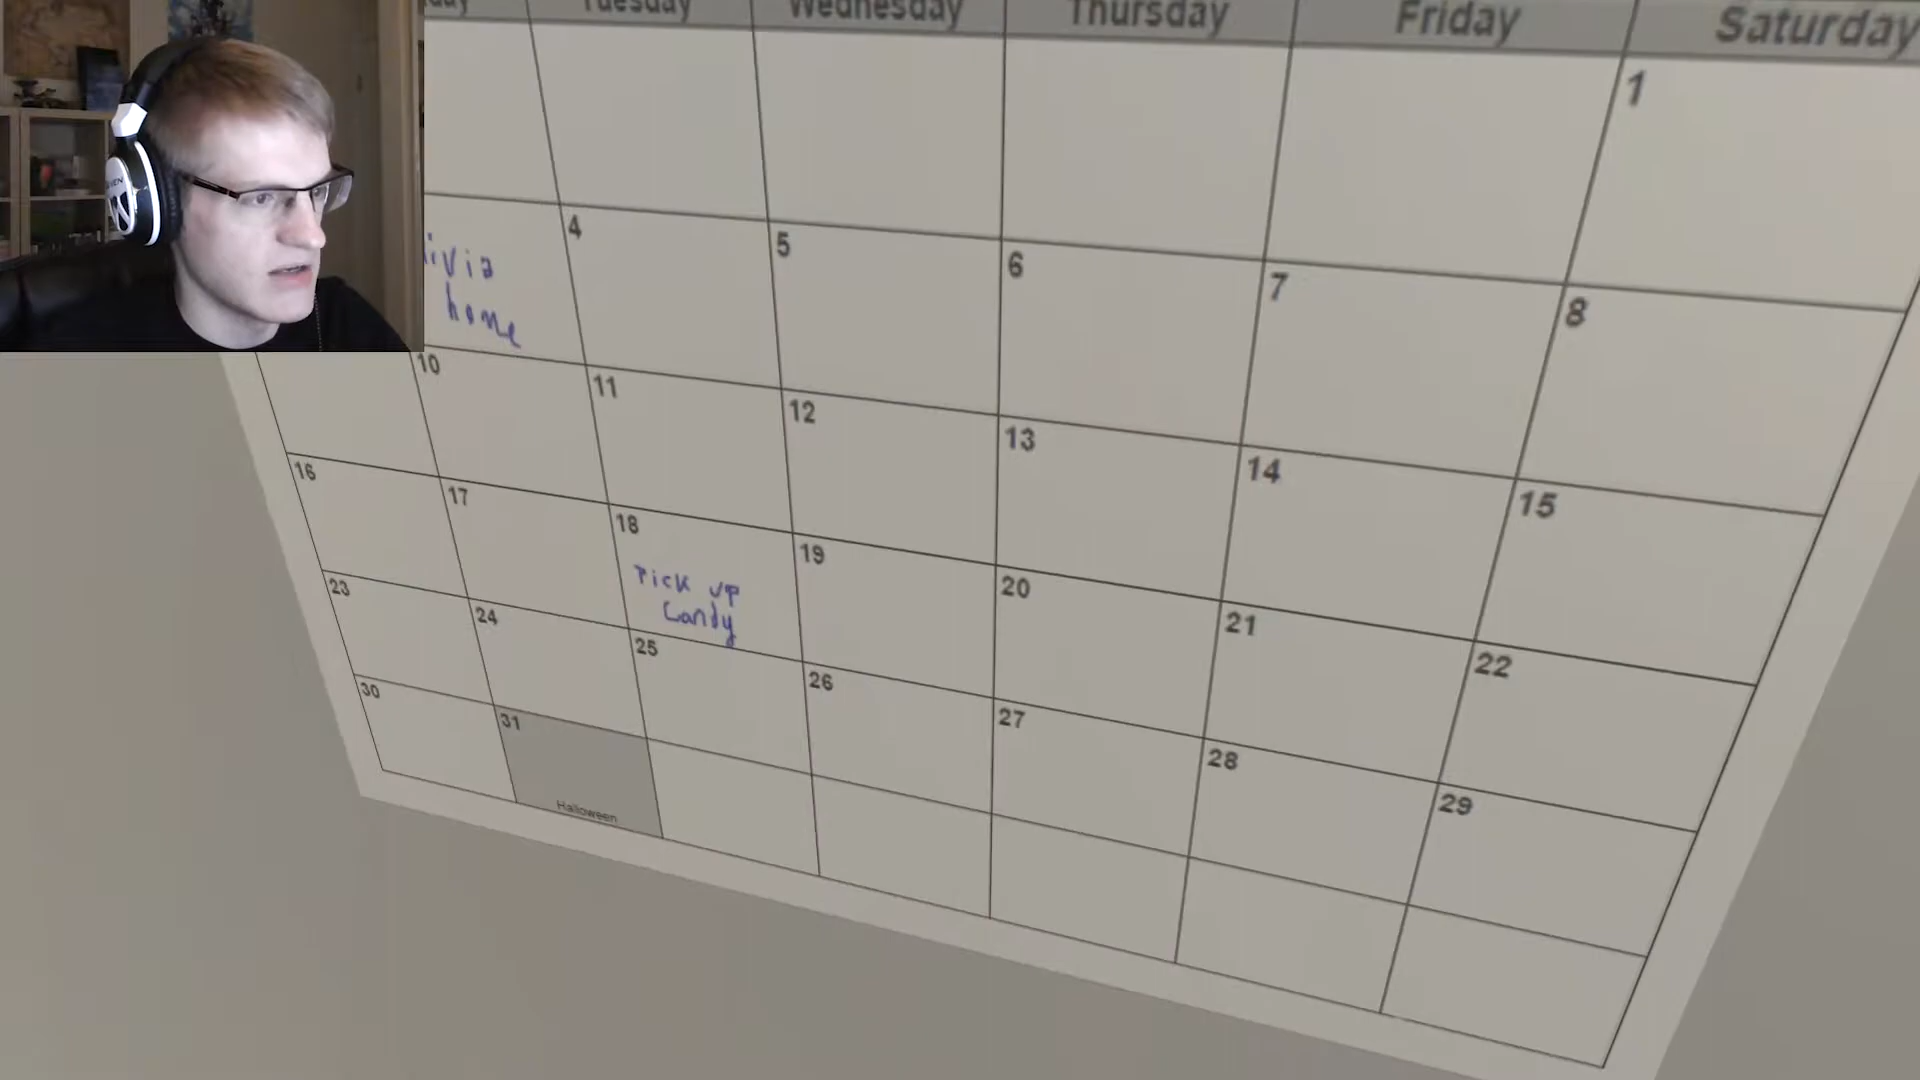 Tuesday Wednesday Thursday Friday Saturday
1
4 5 6 7 8
home
10 11 12 13 14 15
16 17 18 19 20 21 22
Pick up
Candy
23 24 25 26 27 28 29
30 31
Halloween